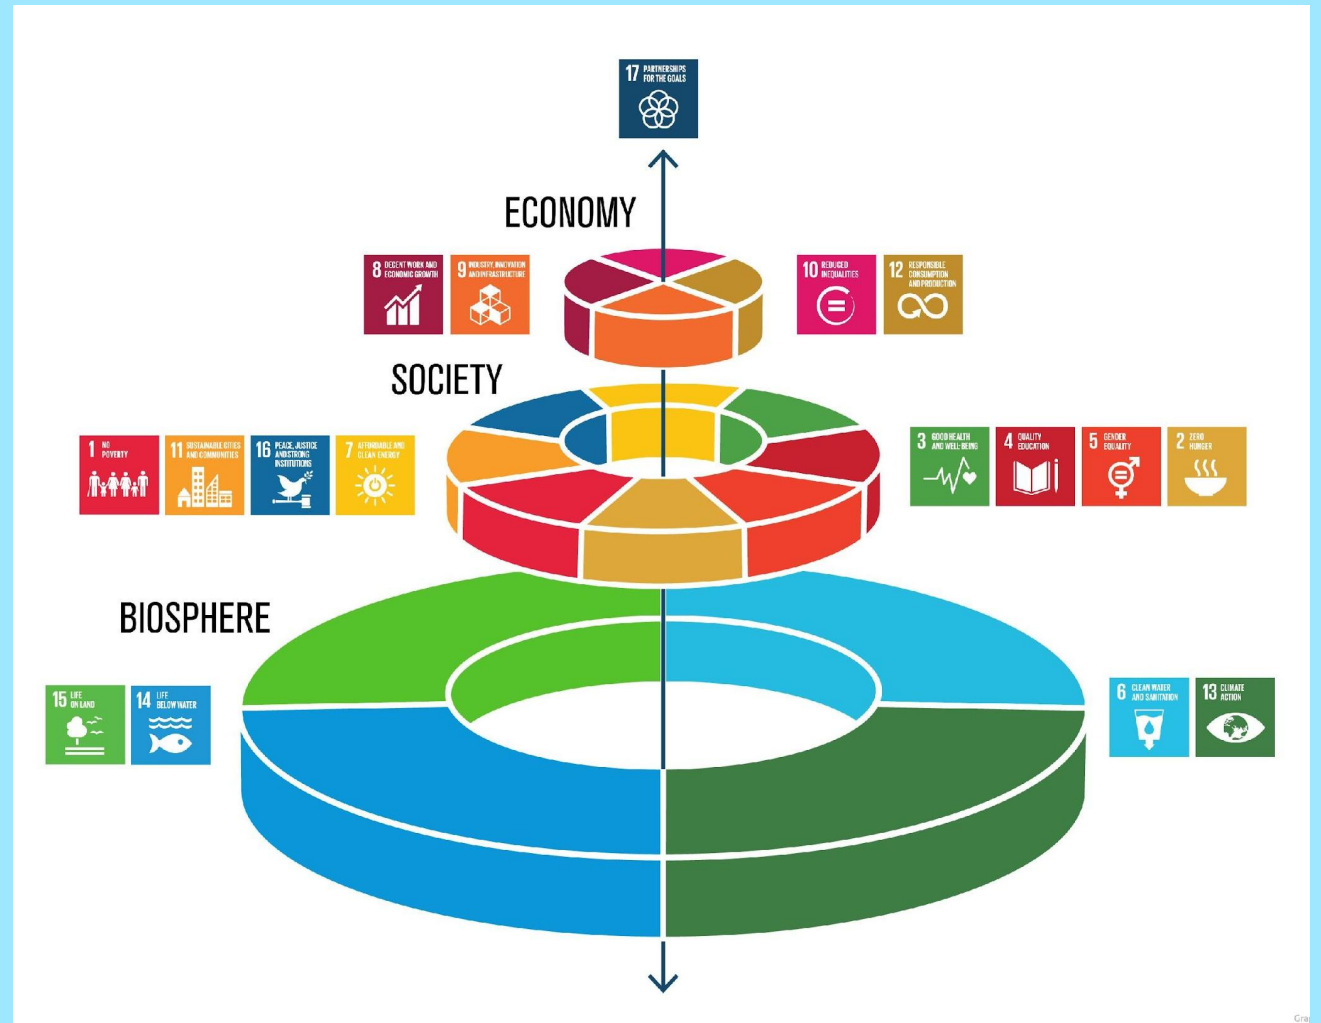 17 PARTNERSHIPS
FOR THE GOALS
ECONOMY
8 DECENT WORK AND
ECONOMIC GROWTH
9 INDUSTRY, INNOVATION
AND INFRASTRUCTURE
10 REDUCED
INEQUALITIES
12 RESPONSIBLE
CONSUMPTION
AND PRODUCTION
SOCIETY
1 NO
POVERTY
11 SUSTAINABLE CITIES
AND COMMUNITIES
16 PEACE, JUSTICE
AND STRONG
INSTITUTIONS
7 AFFORDABLE AND
CLEAN ENERGY
3 GOOD HEALTH
AND WELL-BEING
4 QUALITY
EDUCATION
5 GENDER
EQUALITY
2 ZERO
HUNGER
BIOSPHERE
15 LIFE
ON LAND
14 LIFE
BELOW WATER
6 CLEAN WATER
AND SANITATION
13 CLIMATE
ACTION